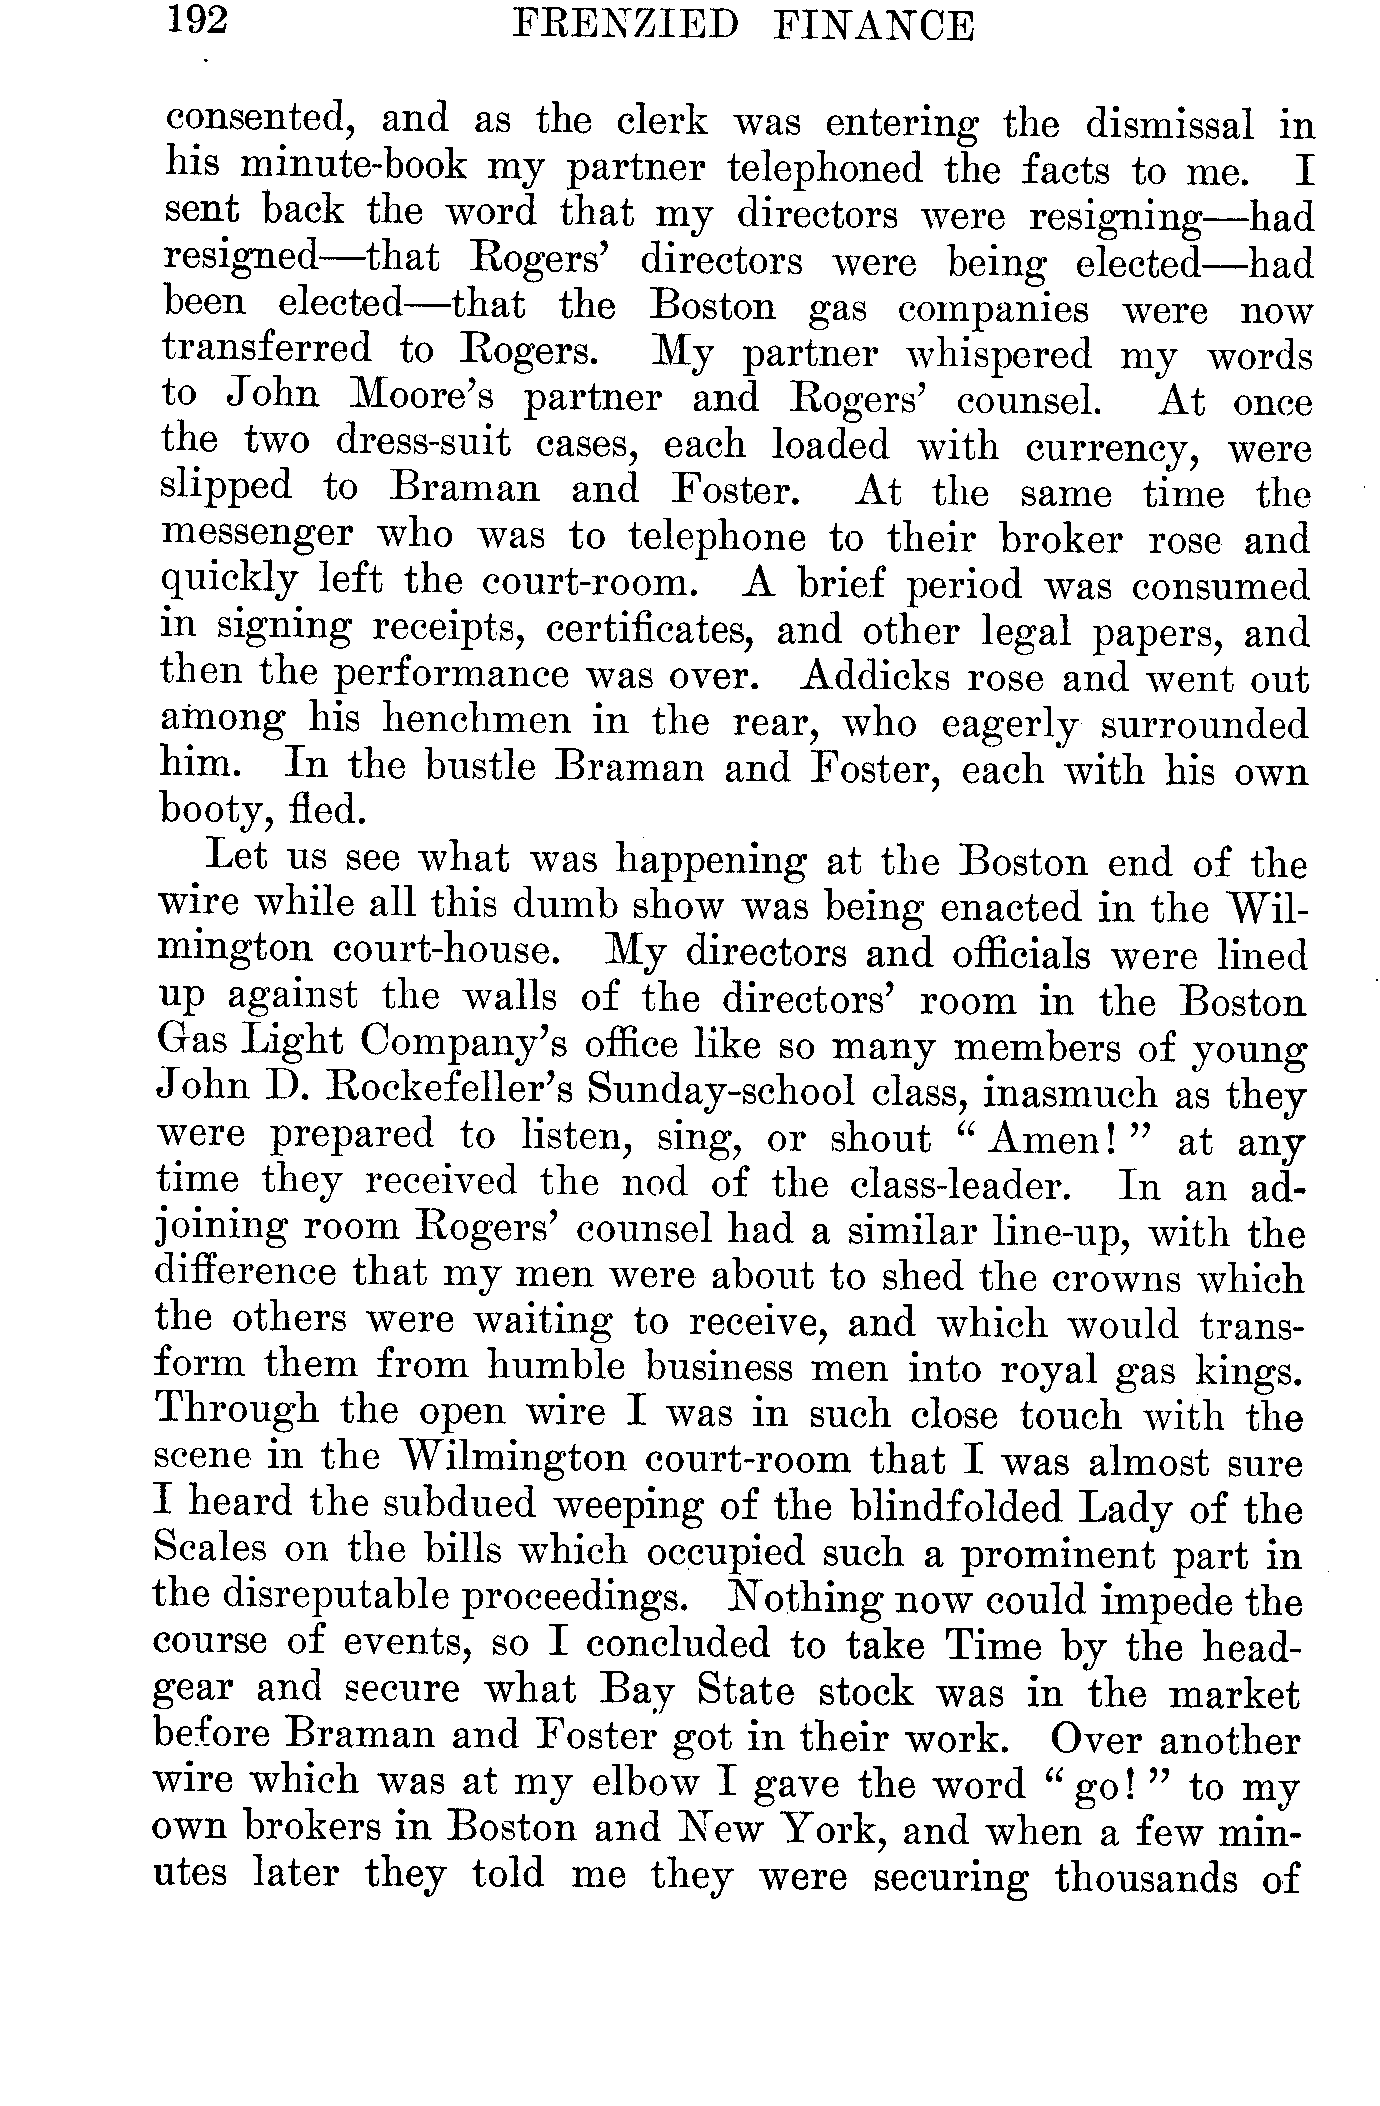 192 FRENZIED FINANCE
consented, and as the clerk was entering the dismissal in
his minute-book my partner telephoned the facts to me. I
sent back the word that my directors were resigning—had
resigned—that Rogers’ directors were being elected—had
been elected—that the Boston gas companies were now
transferred to Rogers. My partner whispered my words
to John Moore’s partner and Rogers’ counsel. At once
the two dress-suit cases, each loaded with currency, were
slipped to Braman and Foster. At the same time the
messenger who was to telephone to their broker rose and
quickly left the court-room. A brief period was consumed
in signing receipts, certificates, and other legal papers, and
then the performance was over. Addicks rose and went out
among his henchmen in the rear, who eagerly surrounded
him. In the bustle Braman and Foster, each with his own
booty, fled.
Let us see what was happening at the Boston end of the
wire while all this dumb show was being enacted in the Wil-
mington court-house. My directors and officials were lined
up against the walls of the directors’ room in the Boston
Gas Light Company’s office like so many members of young
John D. Rockefeller’s Sunday-school class, inasmuch as they
were prepared to listen, sing, or shout “ Amen! ” at any
time they received the nod of the class-leader. In an ad-
joining room Rogers’ counsel had a similar line-up, with the
difference that my men were about to shed the crowns which
the others were waiting to receive, and which would trans-
form them from humble business men into royal gas kings.
Through the open wire I was in such close touch with the
scene in the Wilmington court-room that I was almost sure
I heard the subdued weeping of the blindfolded Lady of the
Scales on the bills which occupied such a prominent part in
the disreputable proceedings. Nothing now could impede the
course of events, so I concluded to take Time by the head-
gear and secure what Bay State stock was in the market
before Braman and Foster got in their work. Over another
wire which was at my elbow I gave the word “ go! ” to my
own brokers in Boston and New York, and when a few min-
utes later they told me they were securing thousands of